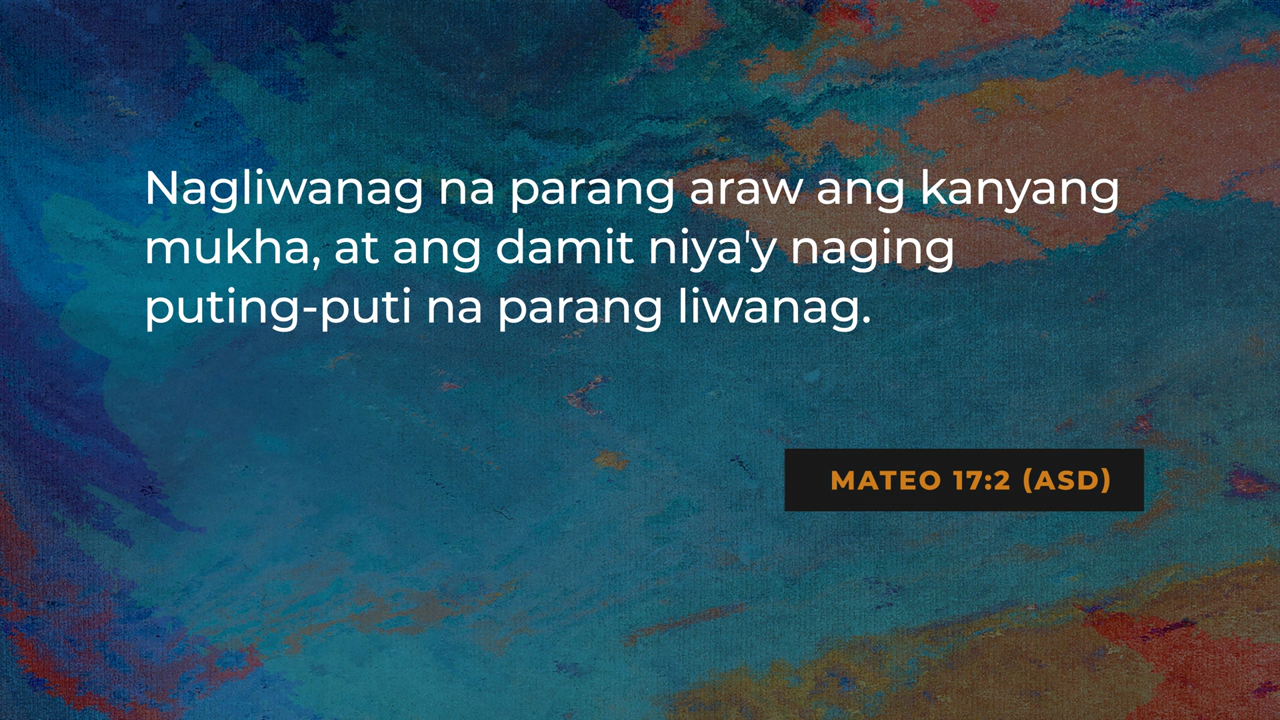 Nagliwanag na parang araw ang kanyang
mukha, at ang damit niya'y naging
puting-puti na parang liwanag.
MATEO 17:2 (ASD)